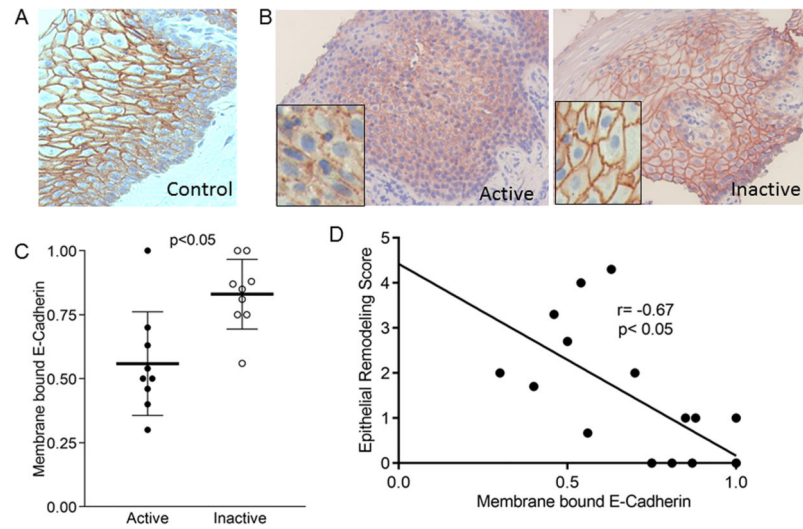 A
Control
B
Active
Inactive
C
p<0.05
Membrane bound E-Cadherin
1.00
0.75
0.50
0.25
0.00
Active
Inactive
D
Epithelial Remodeling Score
5
4
3
2
1
0
r= -0.67
p< 0.05
0.0
0.5
1.0
Membrane bound E-Cadherin